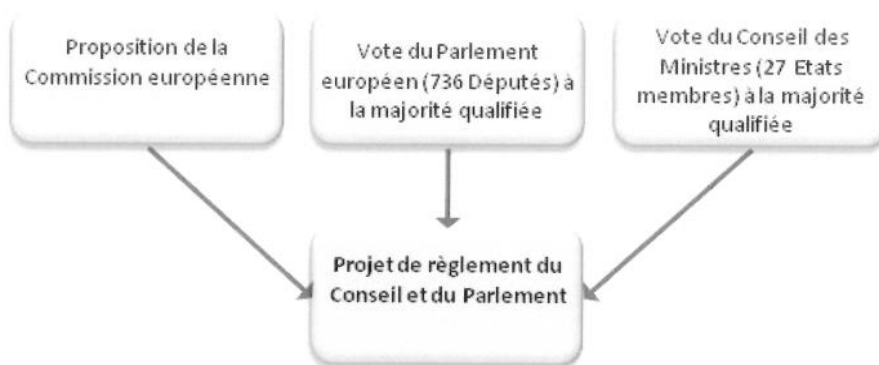 Proposition de la
Commission européenne
Vote du Parlement
européen (736 Députés) à
la majorité qualifiée
Vote du Conseil des
Ministres (27 Etats
membres) à la majorité
qualifiée
Projet de règlement du
Conseil et du Parlement